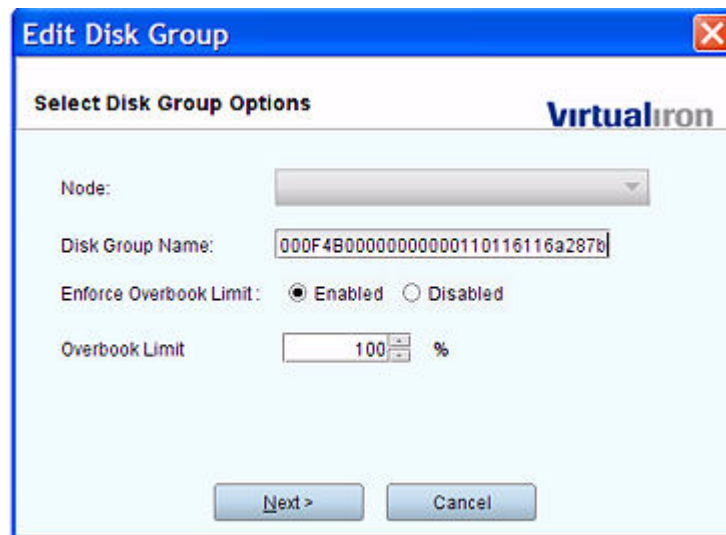 Edit Disk Group
Select Disk Group Options
Virtualiron
Node:
Disk Group Name: 000F4B00000000000110116116a287b
Enforce Overbook Limit: Enabled Disabled
Overbook Limit 100 %
Next > Cancel